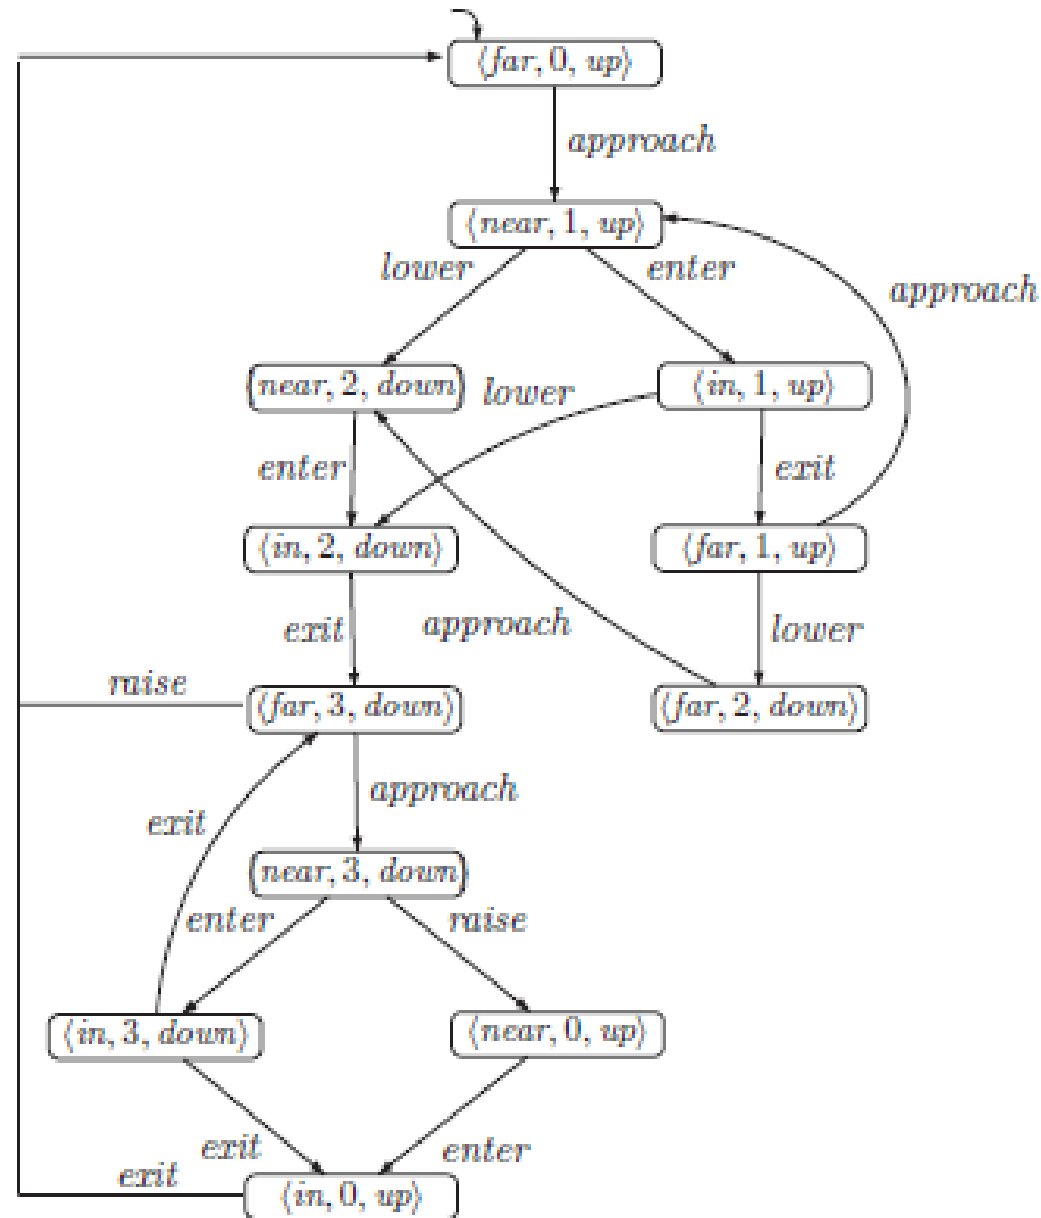 ⟨far, 0, up⟩
approach
⟨near, 1, up⟩
lower
enter
approach
⟨near, 2, down⟩
lower
⟨in, 1, up⟩
enter
exit
⟨in, 2, down⟩
⟨far, 1, up⟩
exit
approach
lower
raise
⟨far, 3, down⟩
⟨far, 2, down⟩
approach
exit
⟨near, 3, down⟩
enter
raise
⟨in, 3, down⟩
⟨near, 0, up⟩
exit
enter
exit
⟨in, 0, up⟩